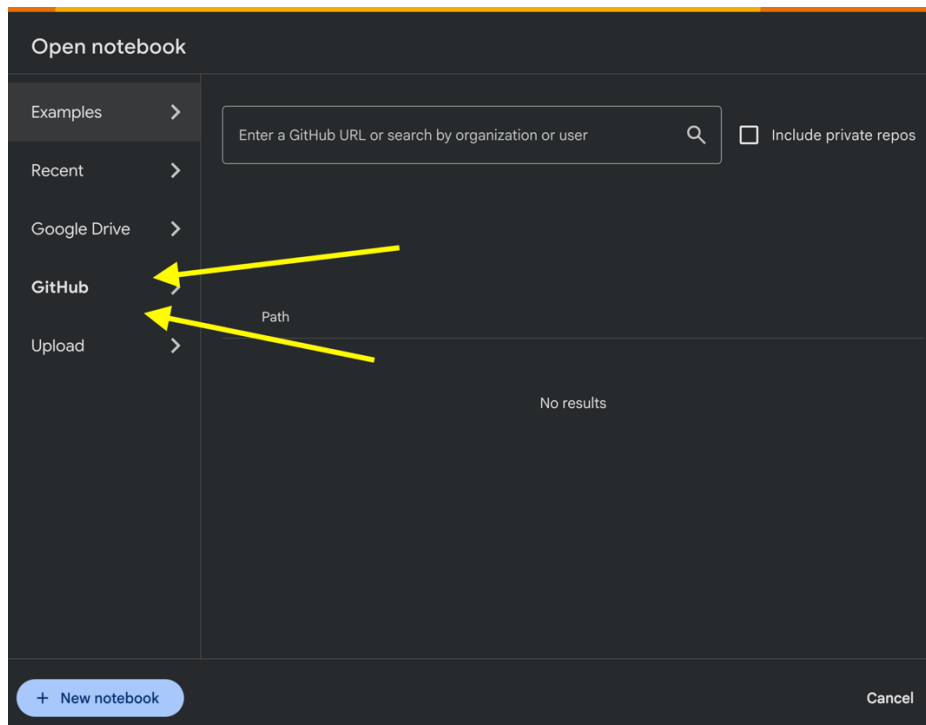 Open notebook
Examples
Enter a GitHub URL or search by organization or user
Include private repos
Recent
Google Drive
GitHub
Path
Upload
No results
+ New notebook
Cancel